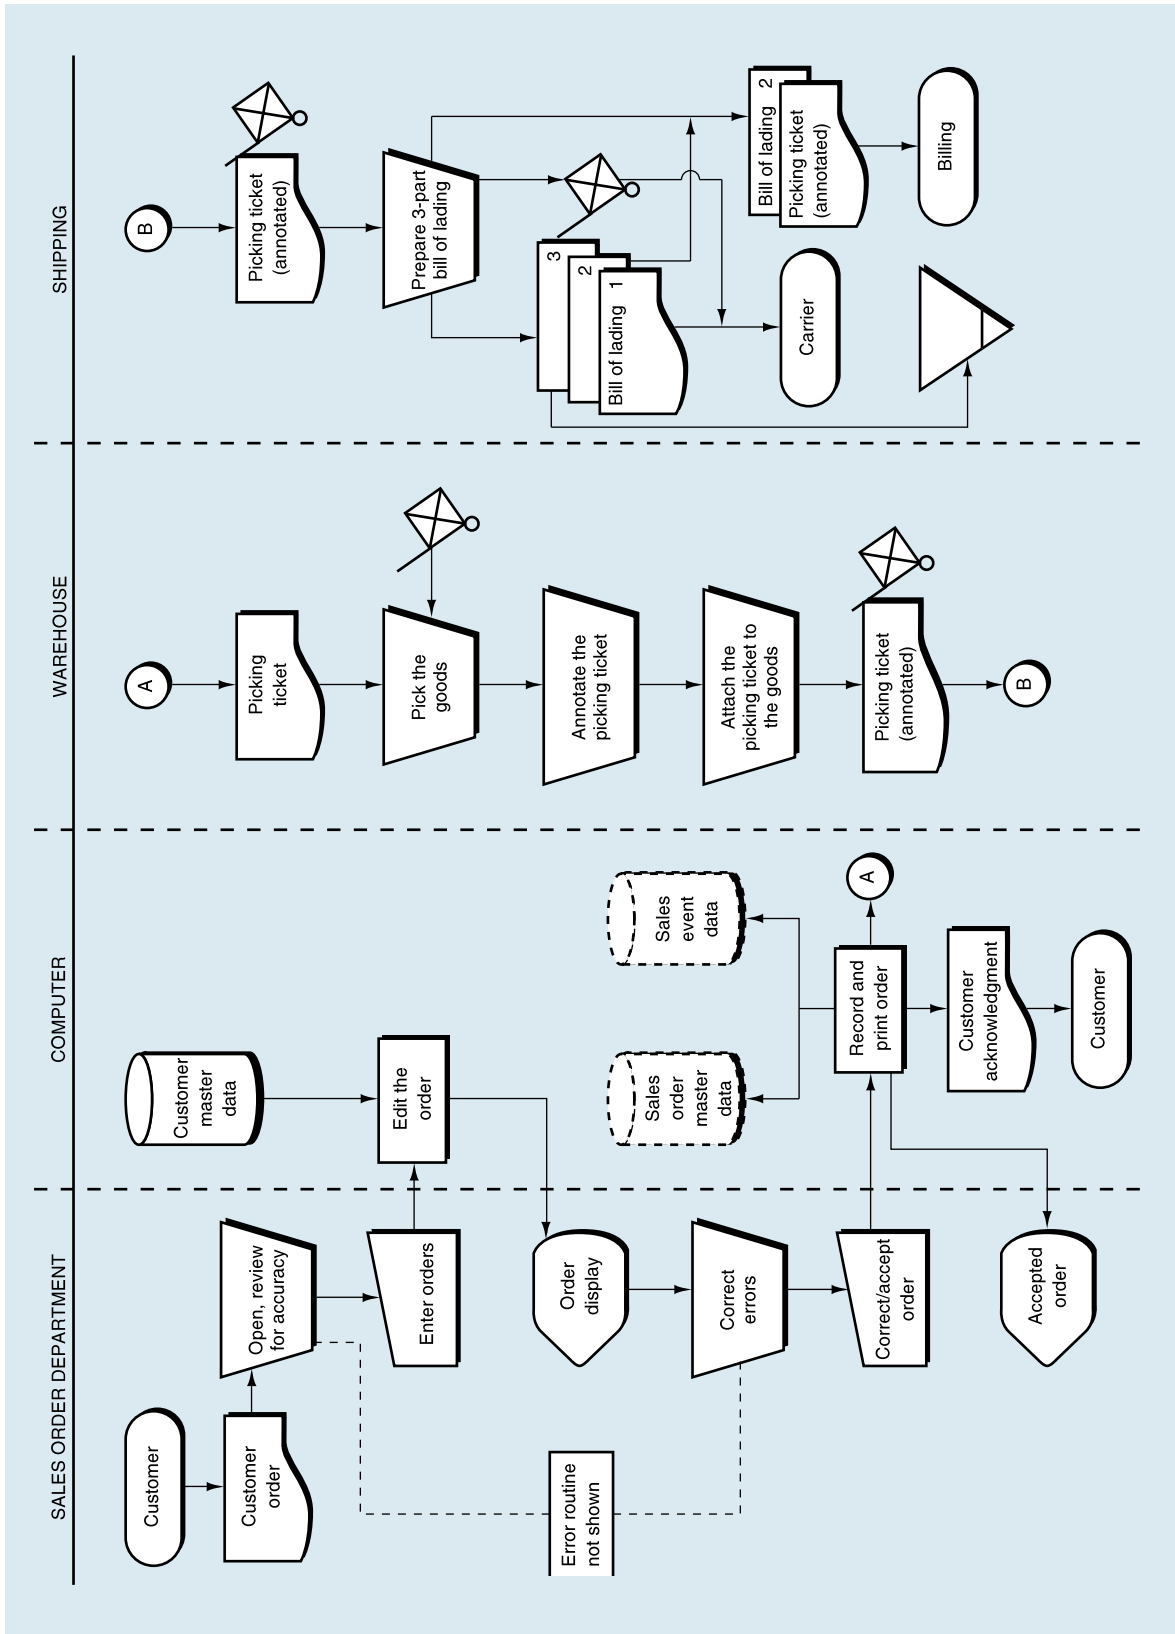 SALES ORDER DEPARTMENT
COMPUTER
WAREHOUSE
SHIPPING
Customer
Customer
order
Open, review
for accuracy
Enter orders
Error routine
not shown
Order
display
Correct
errors
Correct/accept
order
Accepted
order
Customer
master
data
Edit the
order
Sales
order
master
data
Sales
event
data
Record and
print order
A
Customer
acknowledgment
Customer
A
Picking
ticket
Pick the
goods
Annotate the
picking ticket
Attach the
picking ticket to
the goods
Picking ticket
(annotated)
B
B
Picking ticket
(annotated)
Prepare 3-part
bill of lading
3
2
Bill of lading 1
Carrier
Bill of lading 2
Picking ticket
(annotated)
Billing